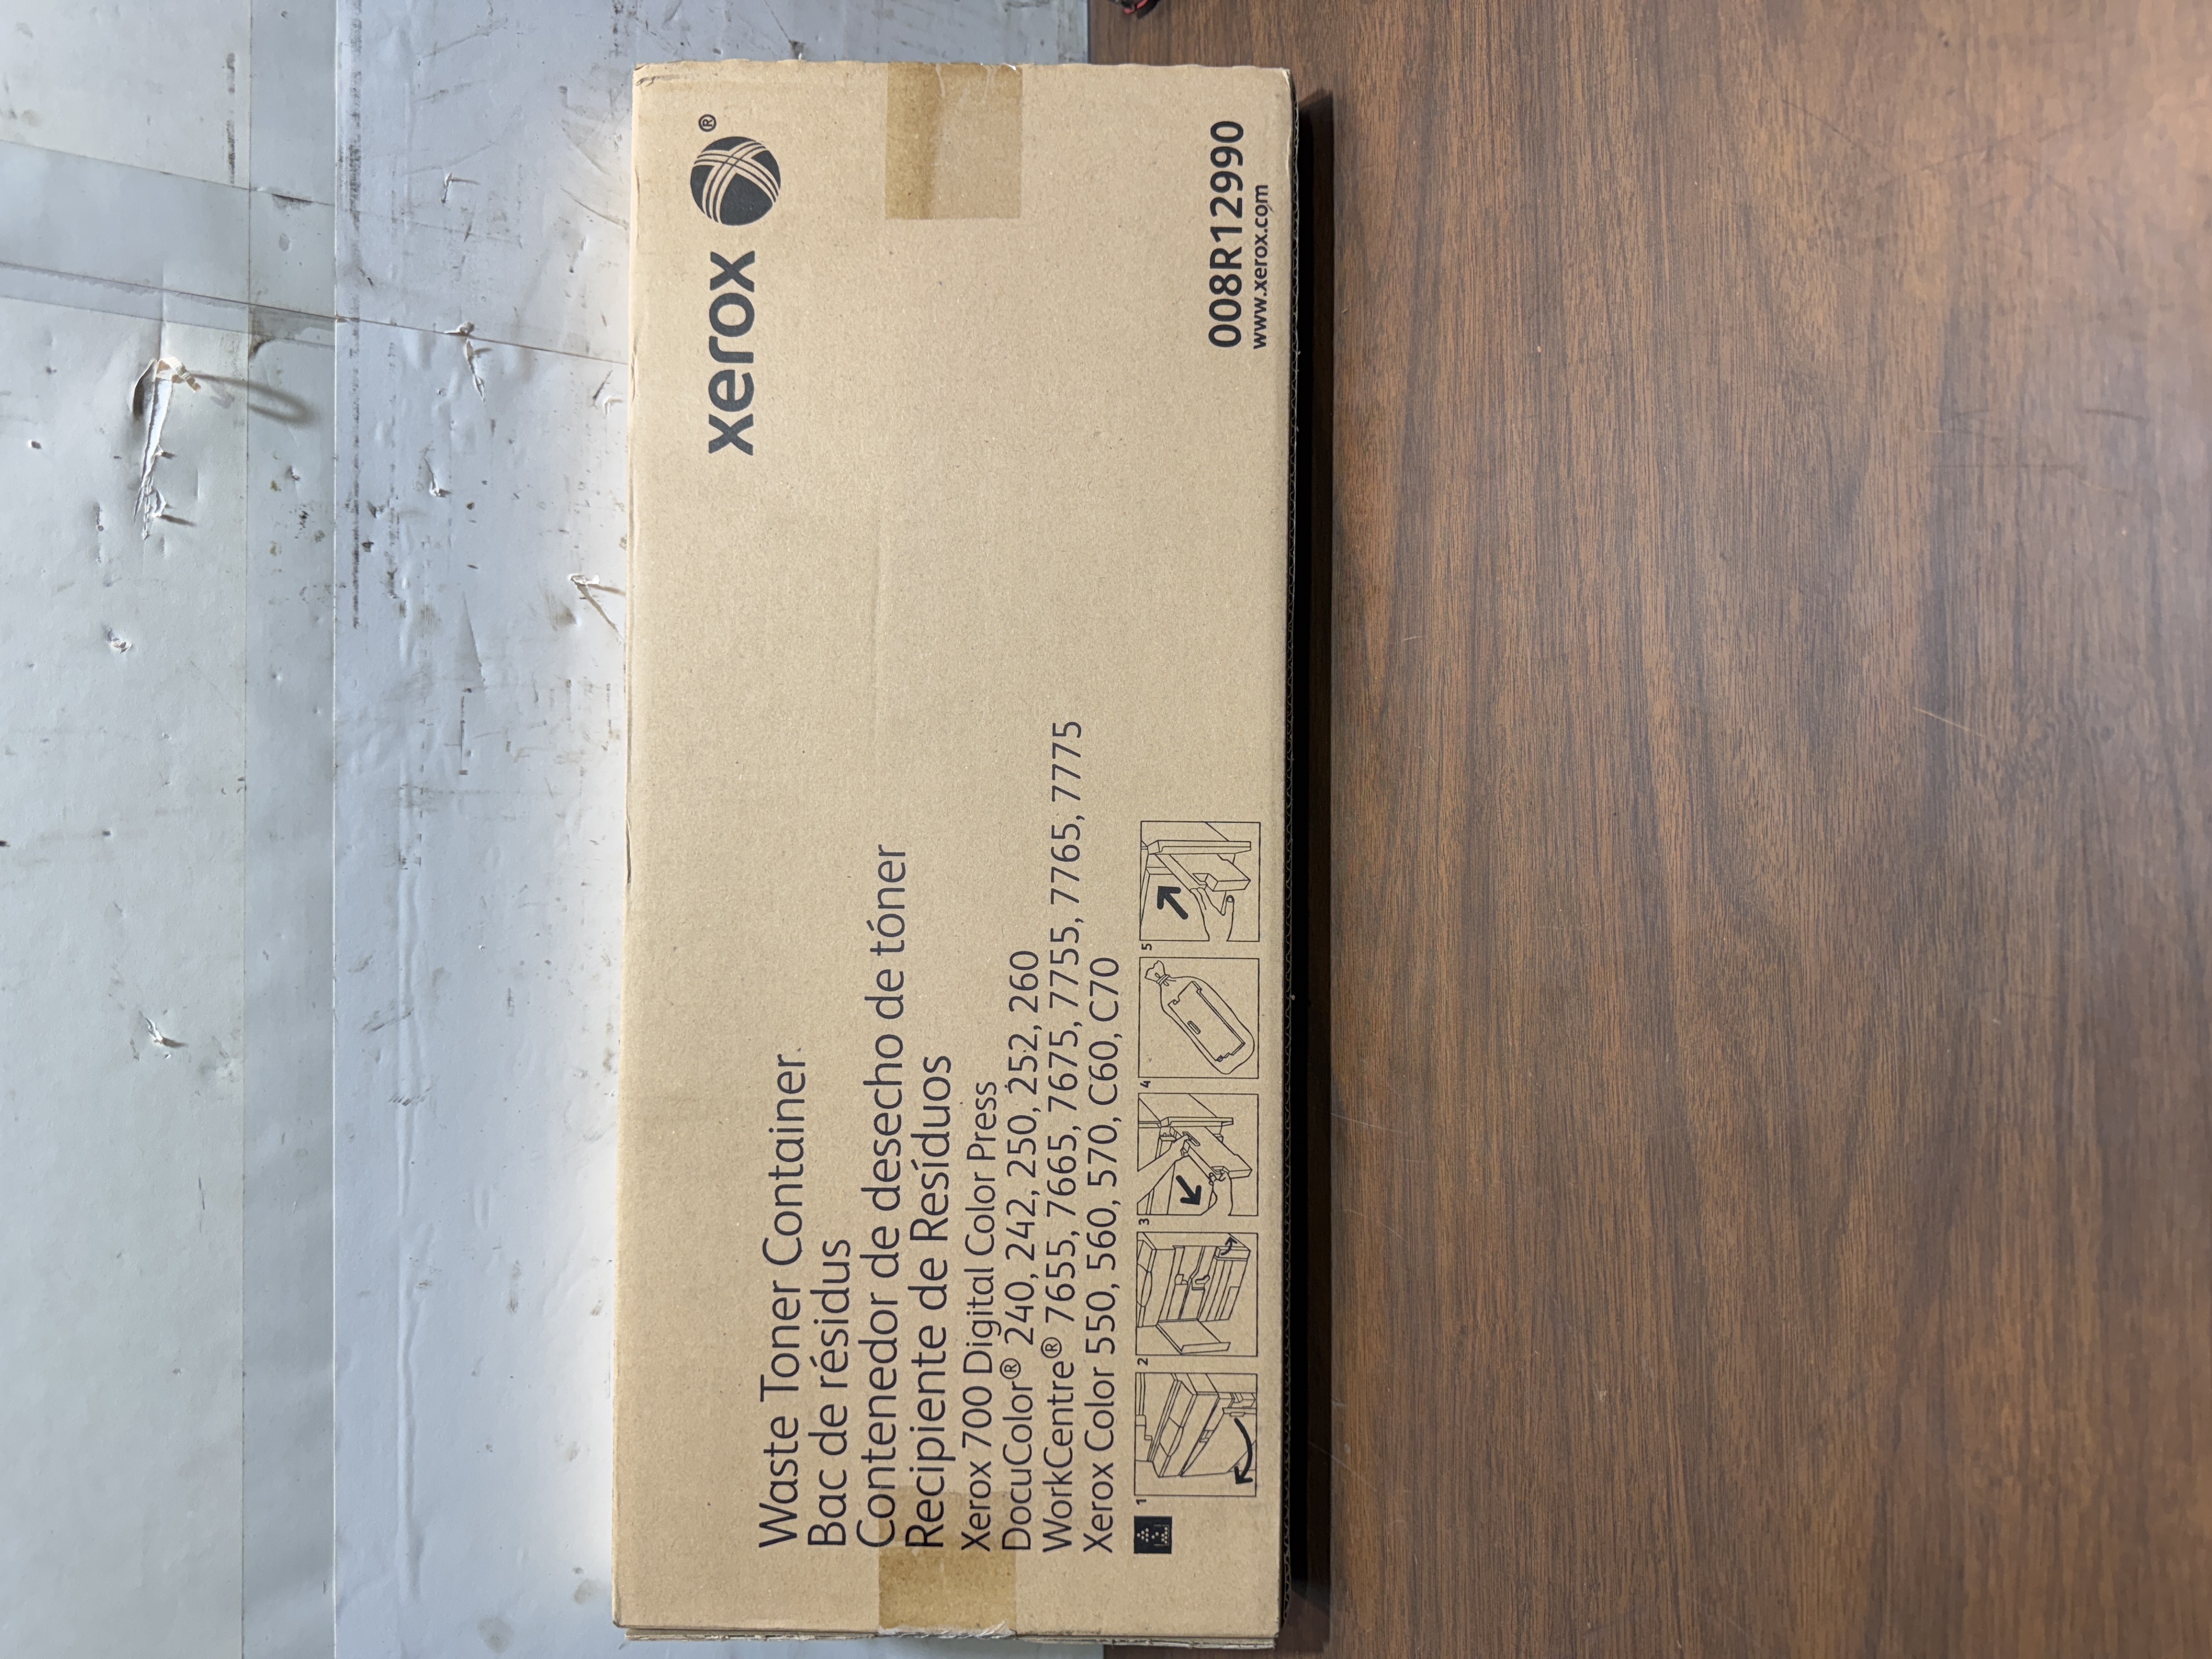 xerox ®
Waste Toner Container
Bac de résidus
Contenedor de desecho de tóner
Recipiente de Resíduos
Xerox 700 Digital Color Press
DocuColor® 240, 242, 250, 252, 260
WorkCentre® 7655, 7665, 7675, 7755, 7765, 7775
Xerox Color 550, 560, 570, C60, C70
1 2 3 4 5
008R12990
www.xerox.com